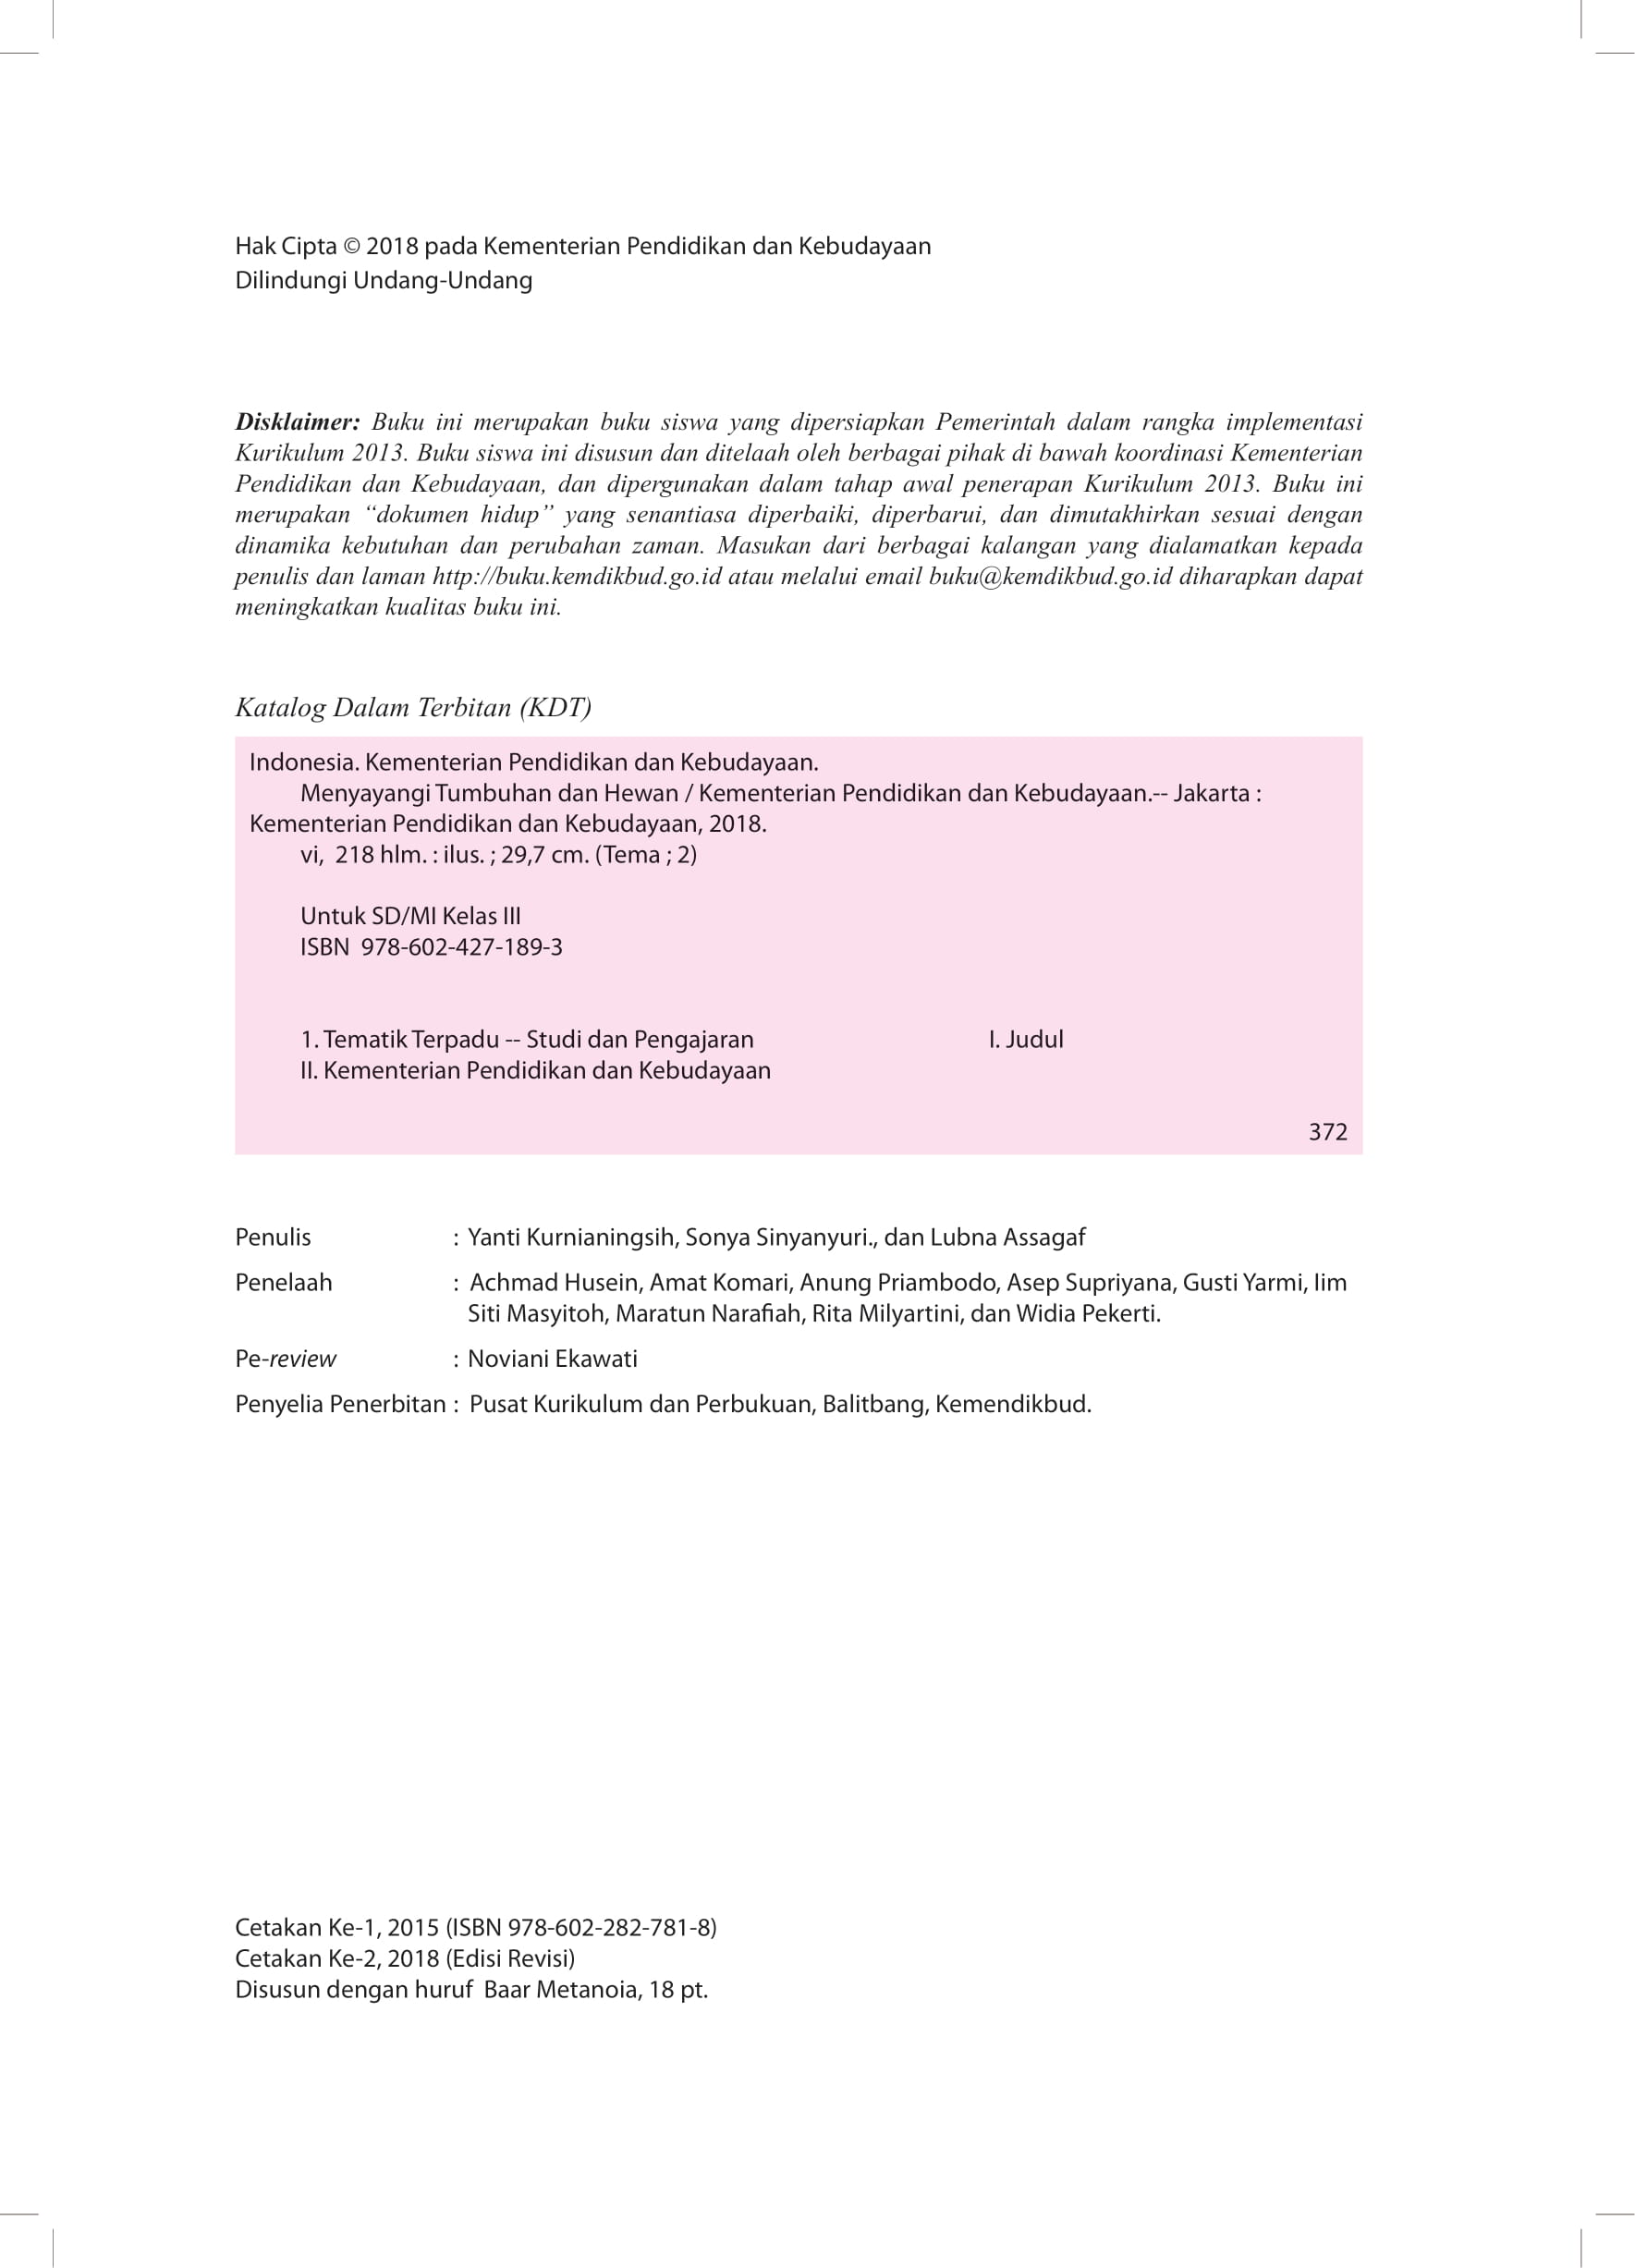 Hak Cipta © 2018 pada Kementerian Pendidikan dan Kebudayaan
Dilindungi Undang-Undang
Disklaimer: Buku ini merupakan buku siswa yang dipersiapkan Pemerintah dalam rangka implementasi
Kurikulum 2013. Buku siswa ini disusun dan ditelaah oleh berbagai pihak di bawah koordinasi Kementerian
Pendidikan dan Kebudayaan, dan dipergunakan dalam tahap awal penerapan Kurikulum 2013. Buku ini
merupakan “dokumen hidup” yang senantiasa diperbaiki, diperbarui, dan dimutakhirkan sesuai dengan
dinamika kebutuhan dan perubahan zaman. Masukan dari berbagai kalangan yang dialamatkan kepada
penulis dan laman http://buku.kemdikbud.go.id atau melalui email buku@kemdikbud.go.id diharapkan dapat
meningkatkan kualitas buku ini.
Katalog Dalam Terbitan (KDT)
Indonesia. Kementerian Pendidikan dan Kebudayaan.
Menyayangi Tumbuhan dan Hewan / Kementerian Pendidikan dan Kebudayaan.-- Jakarta :
Kementerian Pendidikan dan Kebudayaan, 2018.
vi, 218 hlm. : ilus. ; 29,7 cm. (Tema ; 2)
Untuk SD/MI Kelas III
ISBN 978-602-427-189-3
1. Tematik Terpadu -- Studi dan Pengajaran I. Judul
II. Kementerian Pendidikan dan Kebudayaan
372
Penulis : Yanti Kurnianingsih, Sonya Sinyanyuri., dan Lubna Assagaf
Penelaah : Achmad Husein, Amat Komari, Anung Priambodo, Asep Supriyana, Gusti Yarmi, Iim
Siti Masyitoh, Maratun Narafiah, Rita Milyartini, dan Widia Pekerti.
Pe-review : Noviani Ekawati
Penyelia Penerbitan : Pusat Kurikulum dan Perbukuan, Balitbang, Kemendikbud.
Cetakan Ke-1, 2015 (ISBN 978-602-282-781-8)
Cetakan Ke-2, 2018 (Edisi Revisi)
Disusun dengan huruf Baar Metanoia, 18 pt.